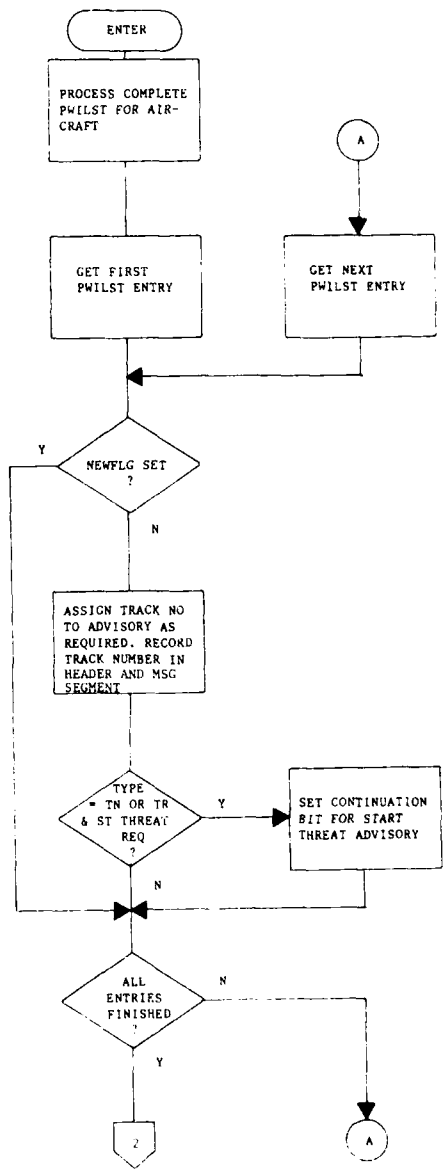 ENTER
PROCESS COMPLETE
PWILST FOR AIR-
CRAFT
A
GET FIRST
PWILST ENTRY
GET NEXT
PWILST ENTRY
Y
NEWFLG SET
?
N
ASSIGN TRACK NO
TO ADVISORY AS
REQUIRED. RECORD
TRACK NUMBER IN
HEADER AND MSG
SEGMENT
TYPE
= TN OR TR
& ST THREAT
REQ
?
Y
SET CONTINUATION
BIT FOR START
THREAT ADVISORY
N
ALL
ENTRIES
FINISHED
?
N
Y
2
A